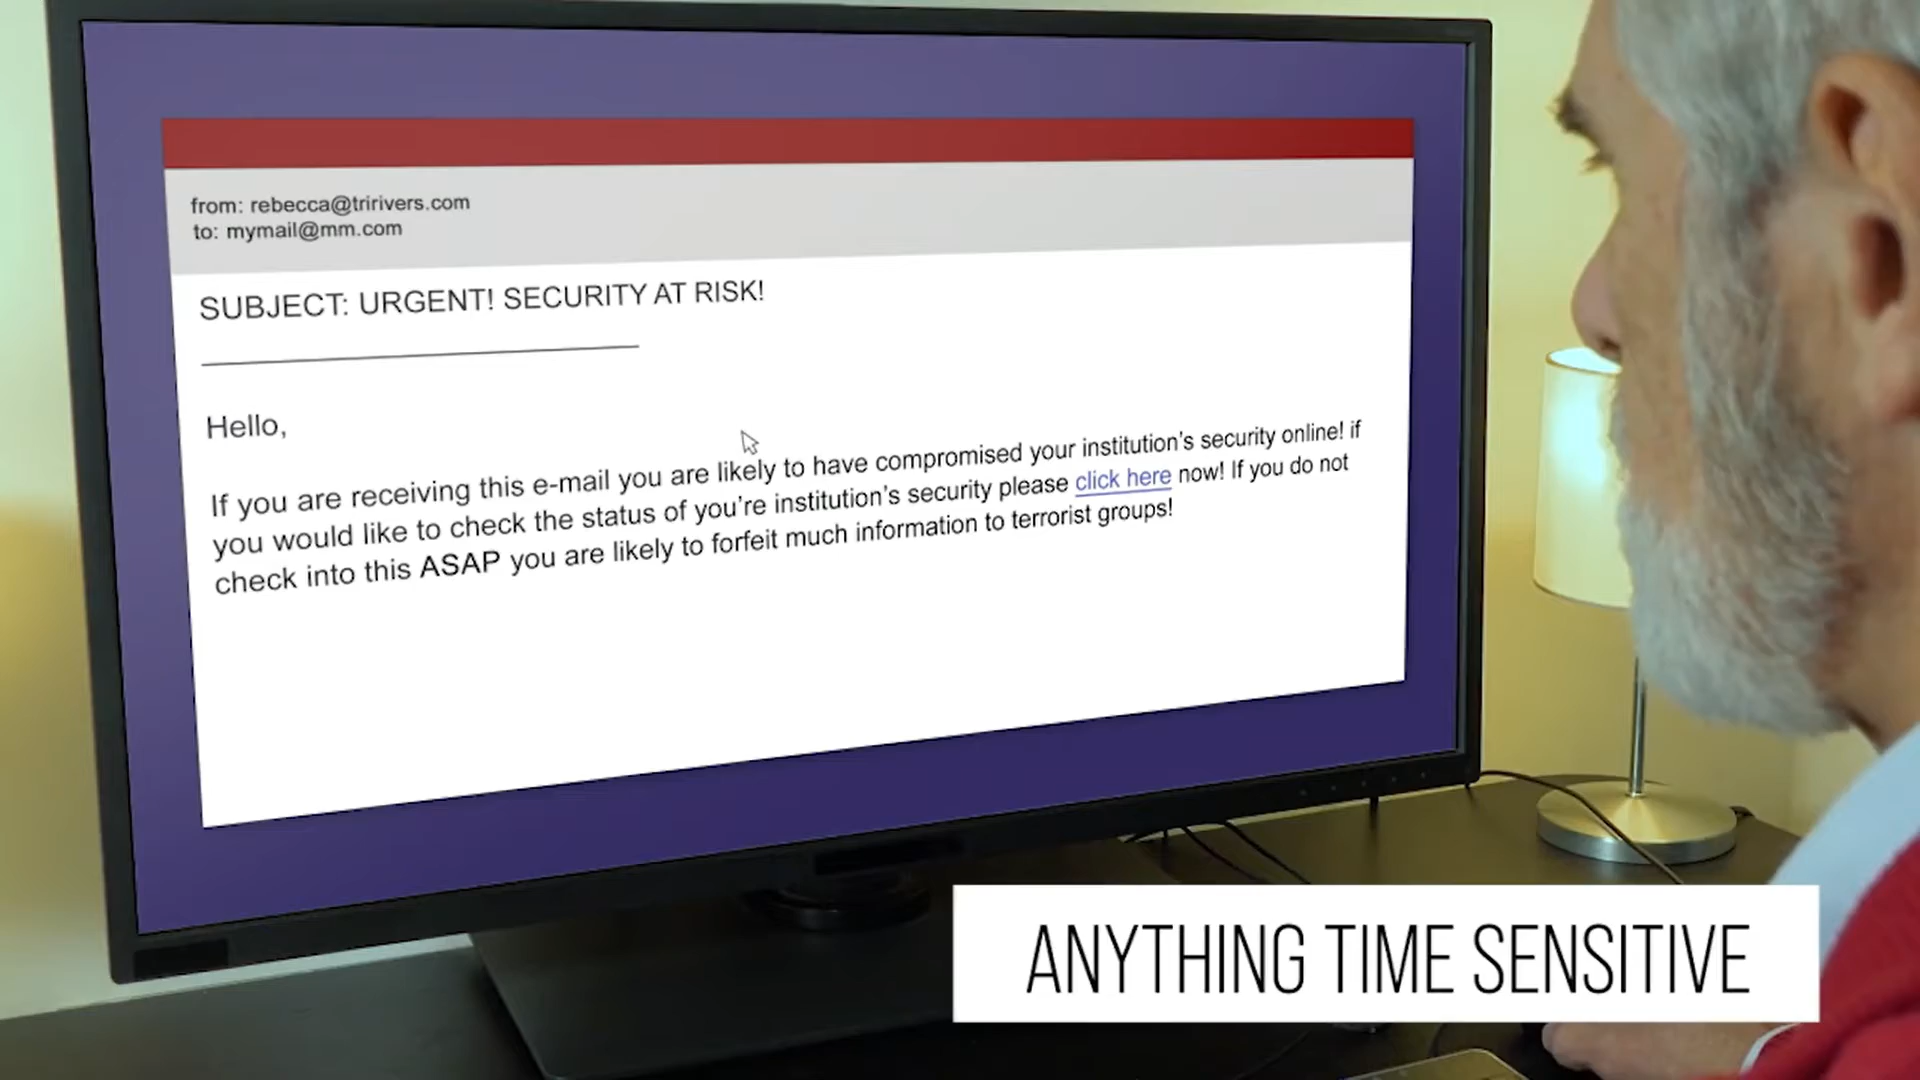 from: rebecca@tririvers.com
to: mymail@mm.com
SUBJECT: URGENT! SECURITY AT RISK!
Hello,
If you are receiving this e-mail you are likely to have compromised your institution’s security online! if
you would like to check the status of you’re institution’s security please click here now! If you do not
check into this ASAP you are likely to forfeit much information to terrorist groups!
ANYTHING TIME SENSITIVE